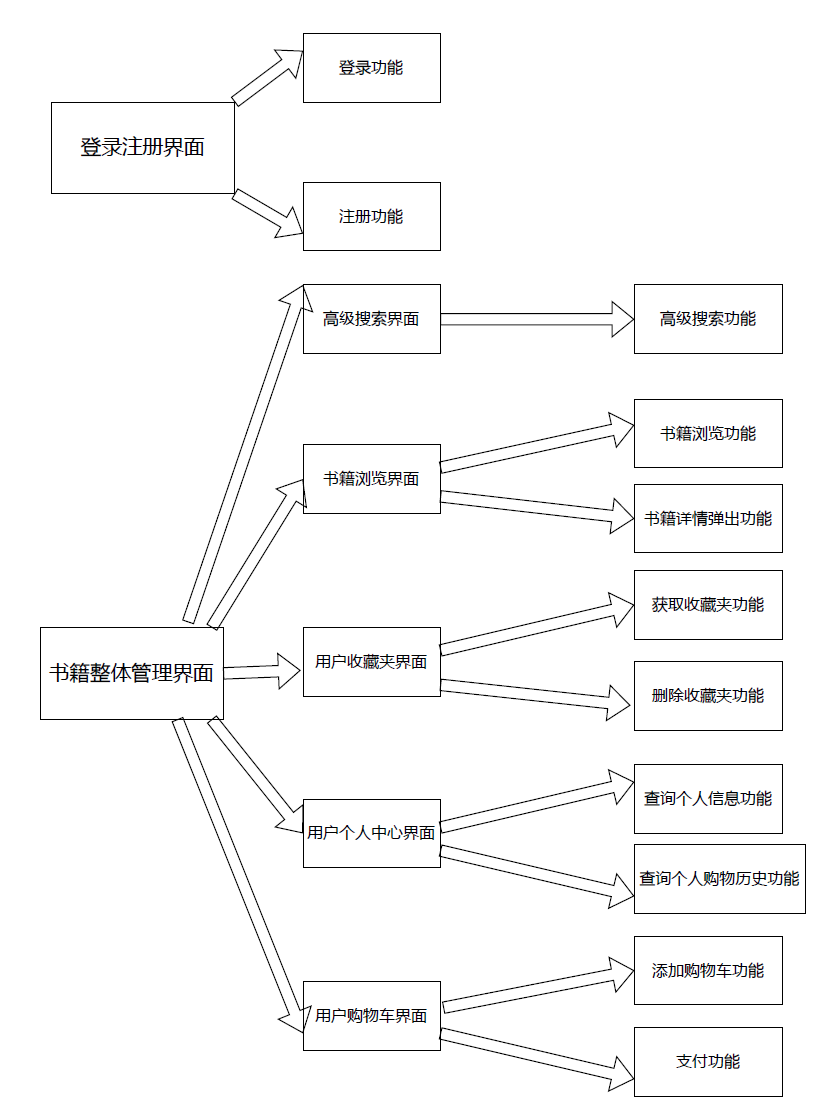 登录功能
登录注册界面
注册功能
高级搜索界面
高级搜索功能
书籍浏览功能
书籍浏览界面
书籍详情弹出功能
获取收藏夹功能
用户收藏夹界面
书籍整体管理界面
删除收藏夹功能
查询个人信息功能
用户个人中心界面
查询个人购物历史功能
添加购物车功能
用户购物车界面
支付功能